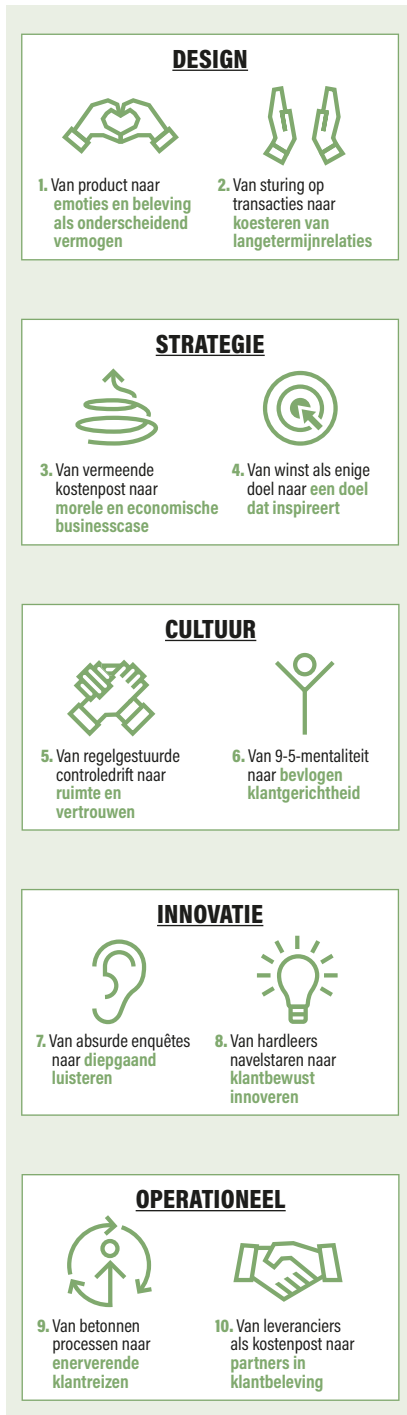 DESIGN
1. Van product naar
emoties en beleving
als onderscheidend
vermogen
2. Van sturing op
transacties naar
koesteren van
langetermijnrelaties
STRATEGIE
3. Van vermeende
kostenpost naar
morele en economische
businesscase
4. Van winst als enige
doel naar een doel
dat inspireert
CULTUUR
5. Van regelgestuurde
controledrift naar
ruimte en
vertrouwen
6. Van 9-5-mentaliteit
naar bevlogen
klantgerichtheid
INNOVATIE
7. Van absurde enquêtes
naar diepgaand
luisteren
8. Van hardleers
navelstaren naar
klantbewust
innoveren
OPERATIONEEL
9. Van betonnen
processen naar
enerverende
klantreizen
10. Van leveranciers
als kostenpost naar
partners in
klantbeleving